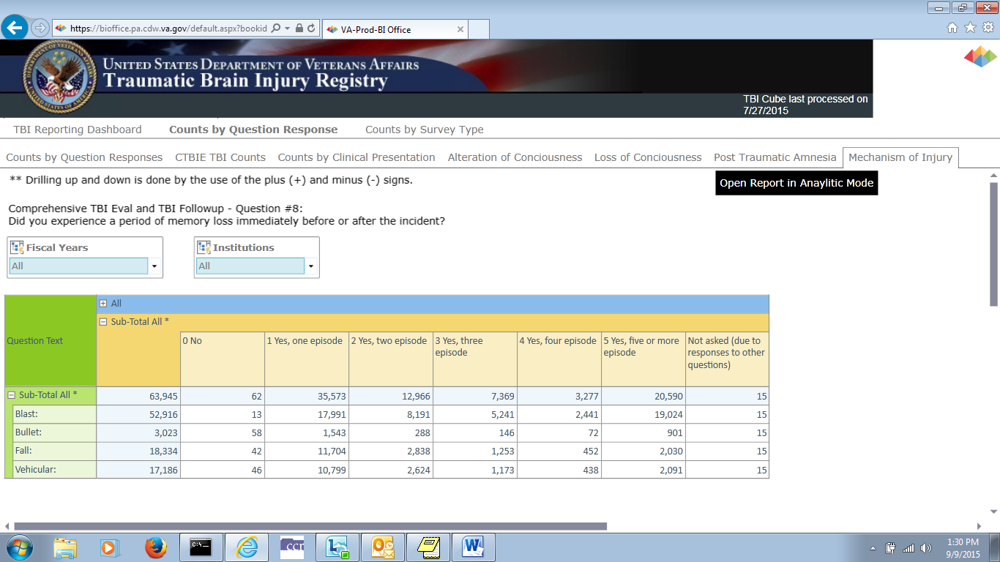 https://bioffice.pa.cdw.va.gov/default.aspx?bookid
VA-Prod-BI Office
UNITED STATES DEPARTMENT OF VETERANS AFFAIRS
Traumatic Brain Injury Registry
TBI Cube last processed on
7/27/2015
TBI Reporting Dashboard Counts by Question Response Counts by Survey Type
Counts by Question Responses CTBIE TBI Counts Counts by Clinical Presentation Alteration of Conciousness Loss of Conciousness Post Traumatic Amnesia Mechanism of Injury
** Drilling up and down is done by the use of the plus (+) and minus (-) signs.
Open Report in Anaylitic Mode
Comprehensive TBI Eval and TBI Followup - Question #8:
Did you experience a period of memory loss immediately before or after the incident?
Fiscal Years Institutions
All All
All
Sub-Total All *
Question Text 0 No 1 Yes, one episode 2 Yes, two episode 3 Yes, three episode 4 Yes, four episode 5 Yes, five or more episode Not asked (due to responses to other questions)
Sub-Total All * 63,945 62 35,573 12,966 7,369 3,277 20,590 15
Blast: 52,916 13 17,991 8,191 5,241 2,441 19,024 15
Bullet: 3,023 58 1,543 288 146 72 901 15
Fall: 18,334 42 11,704 2,838 1,253 452 2,030 15
Vehicular: 17,186 46 10,799 2,624 1,173 438 2,091 15
1:30 PM
9/9/2015